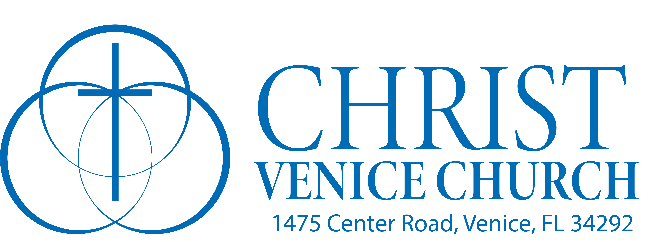 CHRIST
VENICE CHURCH
1475 Center Road, Venice, FL 34292